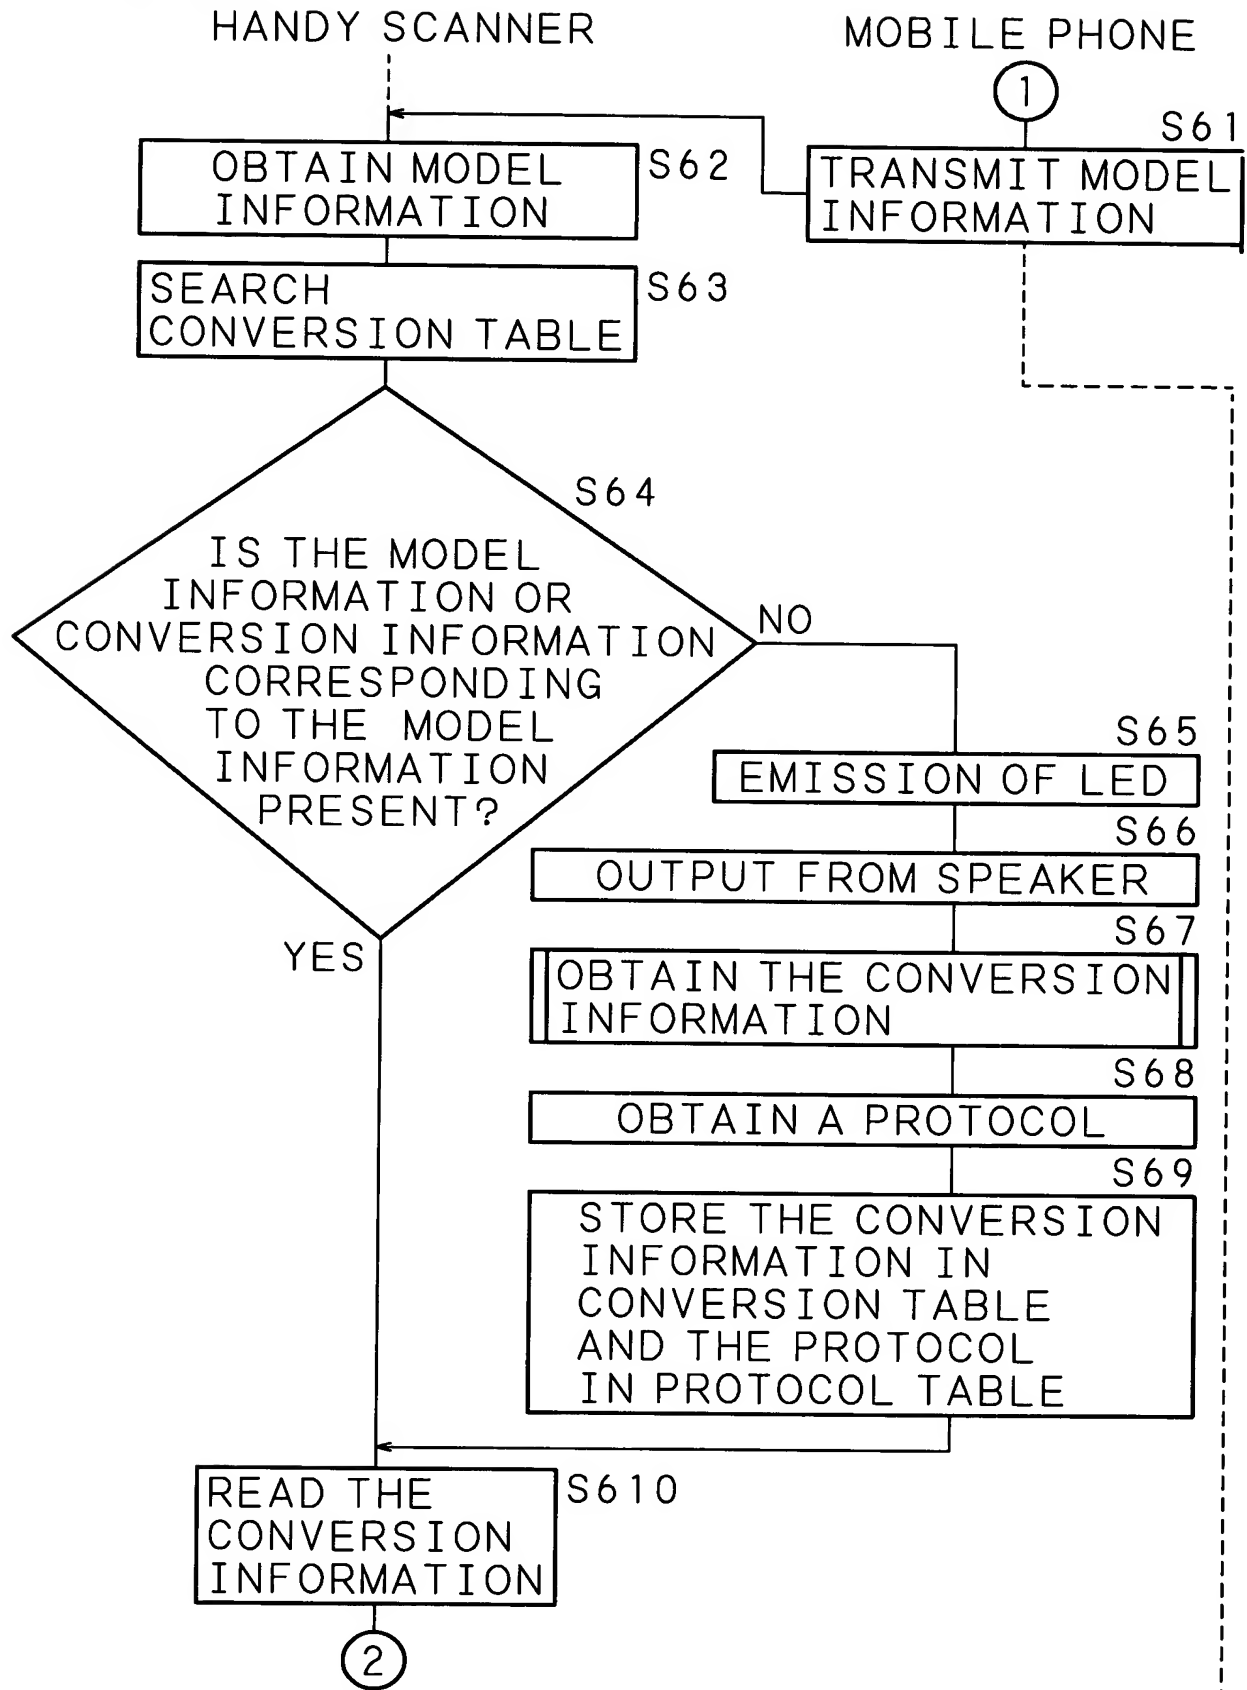 HANDY SCANNER
MOBILE PHONE
1
S61
TRANSMIT MODEL
INFORMATION
OBTAIN MODEL
INFORMATION
S62
SEARCH
CONVERSION TABLE
S63
S64
IS THE MODEL
INFORMATION OR
CONVERSION INFORMATION
CORRESPONDING
TO THE MODEL
INFORMATION
PRESENT?
NO
YES
S65
EMISSION OF LED
S66
OUTPUT FROM SPEAKER
S67
OBTAIN THE CONVERSION
INFORMATION
S68
OBTAIN A PROTOCOL
S69
STORE THE CONVERSION
INFORMATION IN
CONVERSION TABLE
AND THE PROTOCOL
IN PROTOCOL TABLE
READ THE
CONVERSION
INFORMATION
S610
2